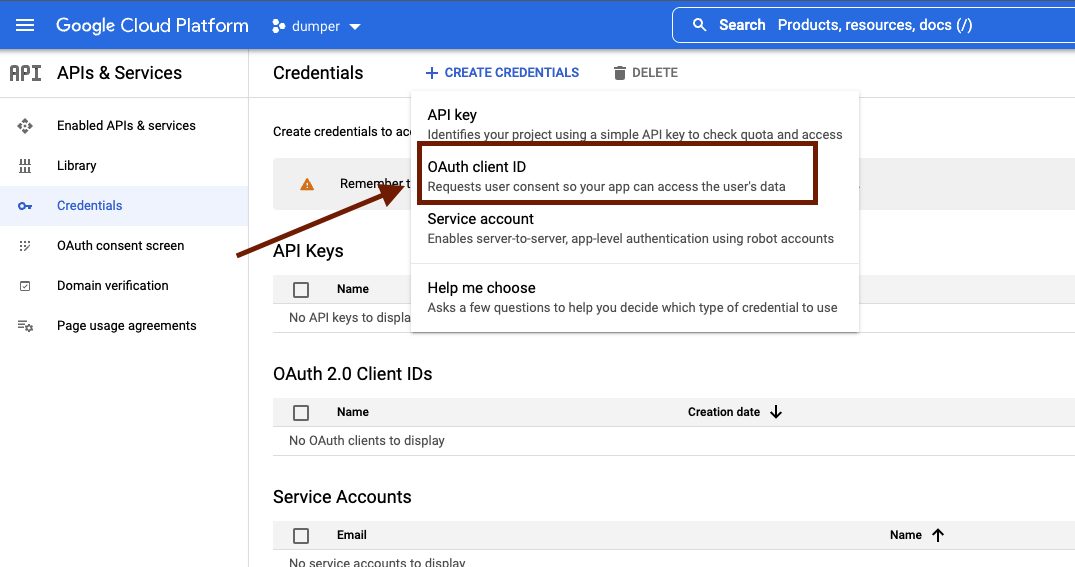 Google Cloud Platform
dumper
Search Products, resources, docs (/)
API APIs & Services
Enabled APIs & services
Library
Credentials
OAuth consent screen
Domain verification
Page usage agreements
Credentials
CREATE CREDENTIALS
DELETE
Create credentials to
Remember
API key
Identifies your project using a simple API key to check quota and access
OAuth client ID
Requests user consent so your app can access the user's data
Service account
Enables server-to-server, app-level authentication using robot accounts
Help me choose
Asks a few questions to help you decide which type of credential to use
API Keys
Name
No API keys to displa
OAuth 2.0 Client IDs
Name Creation date
No OAuth clients to display
Service Accounts
Email Name
No service accounts to display